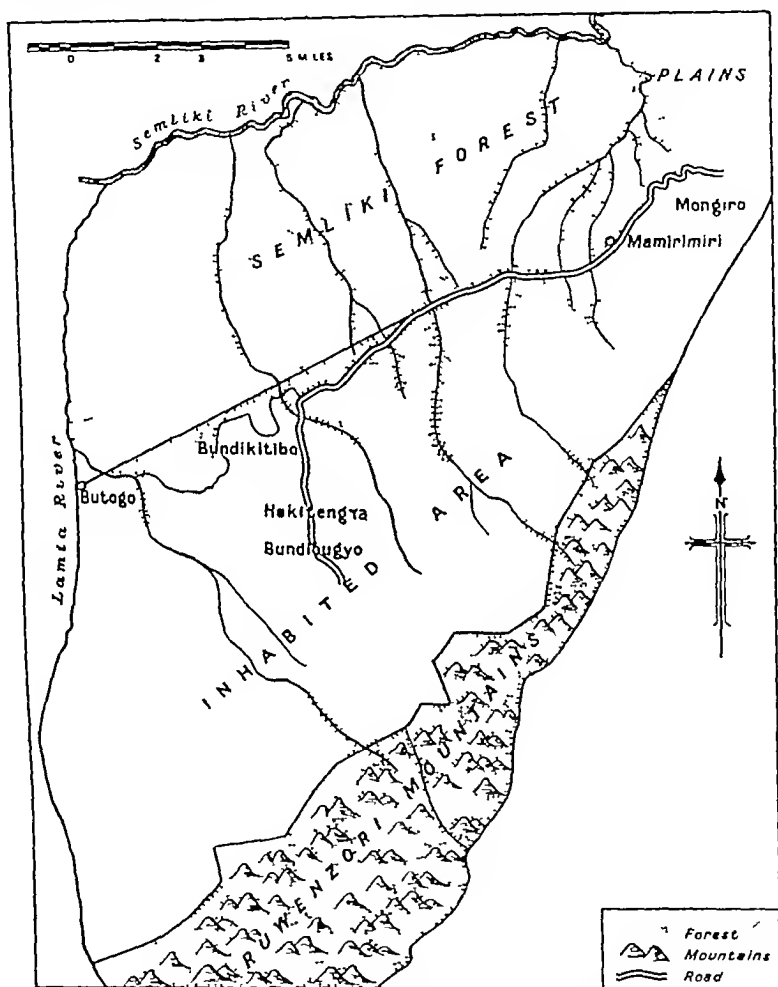 0 2 3 5 MILES
Semliki River
PLAINS
SEMLIKI FOREST
Mongiro
Mamirimiri
Bundikitibo
Butogo
Lamia River
Hakitengya
Bundibugyo
INHABITED AREA
N
RUWENZORI MOUNTAINS
Forest
Mountains
Road